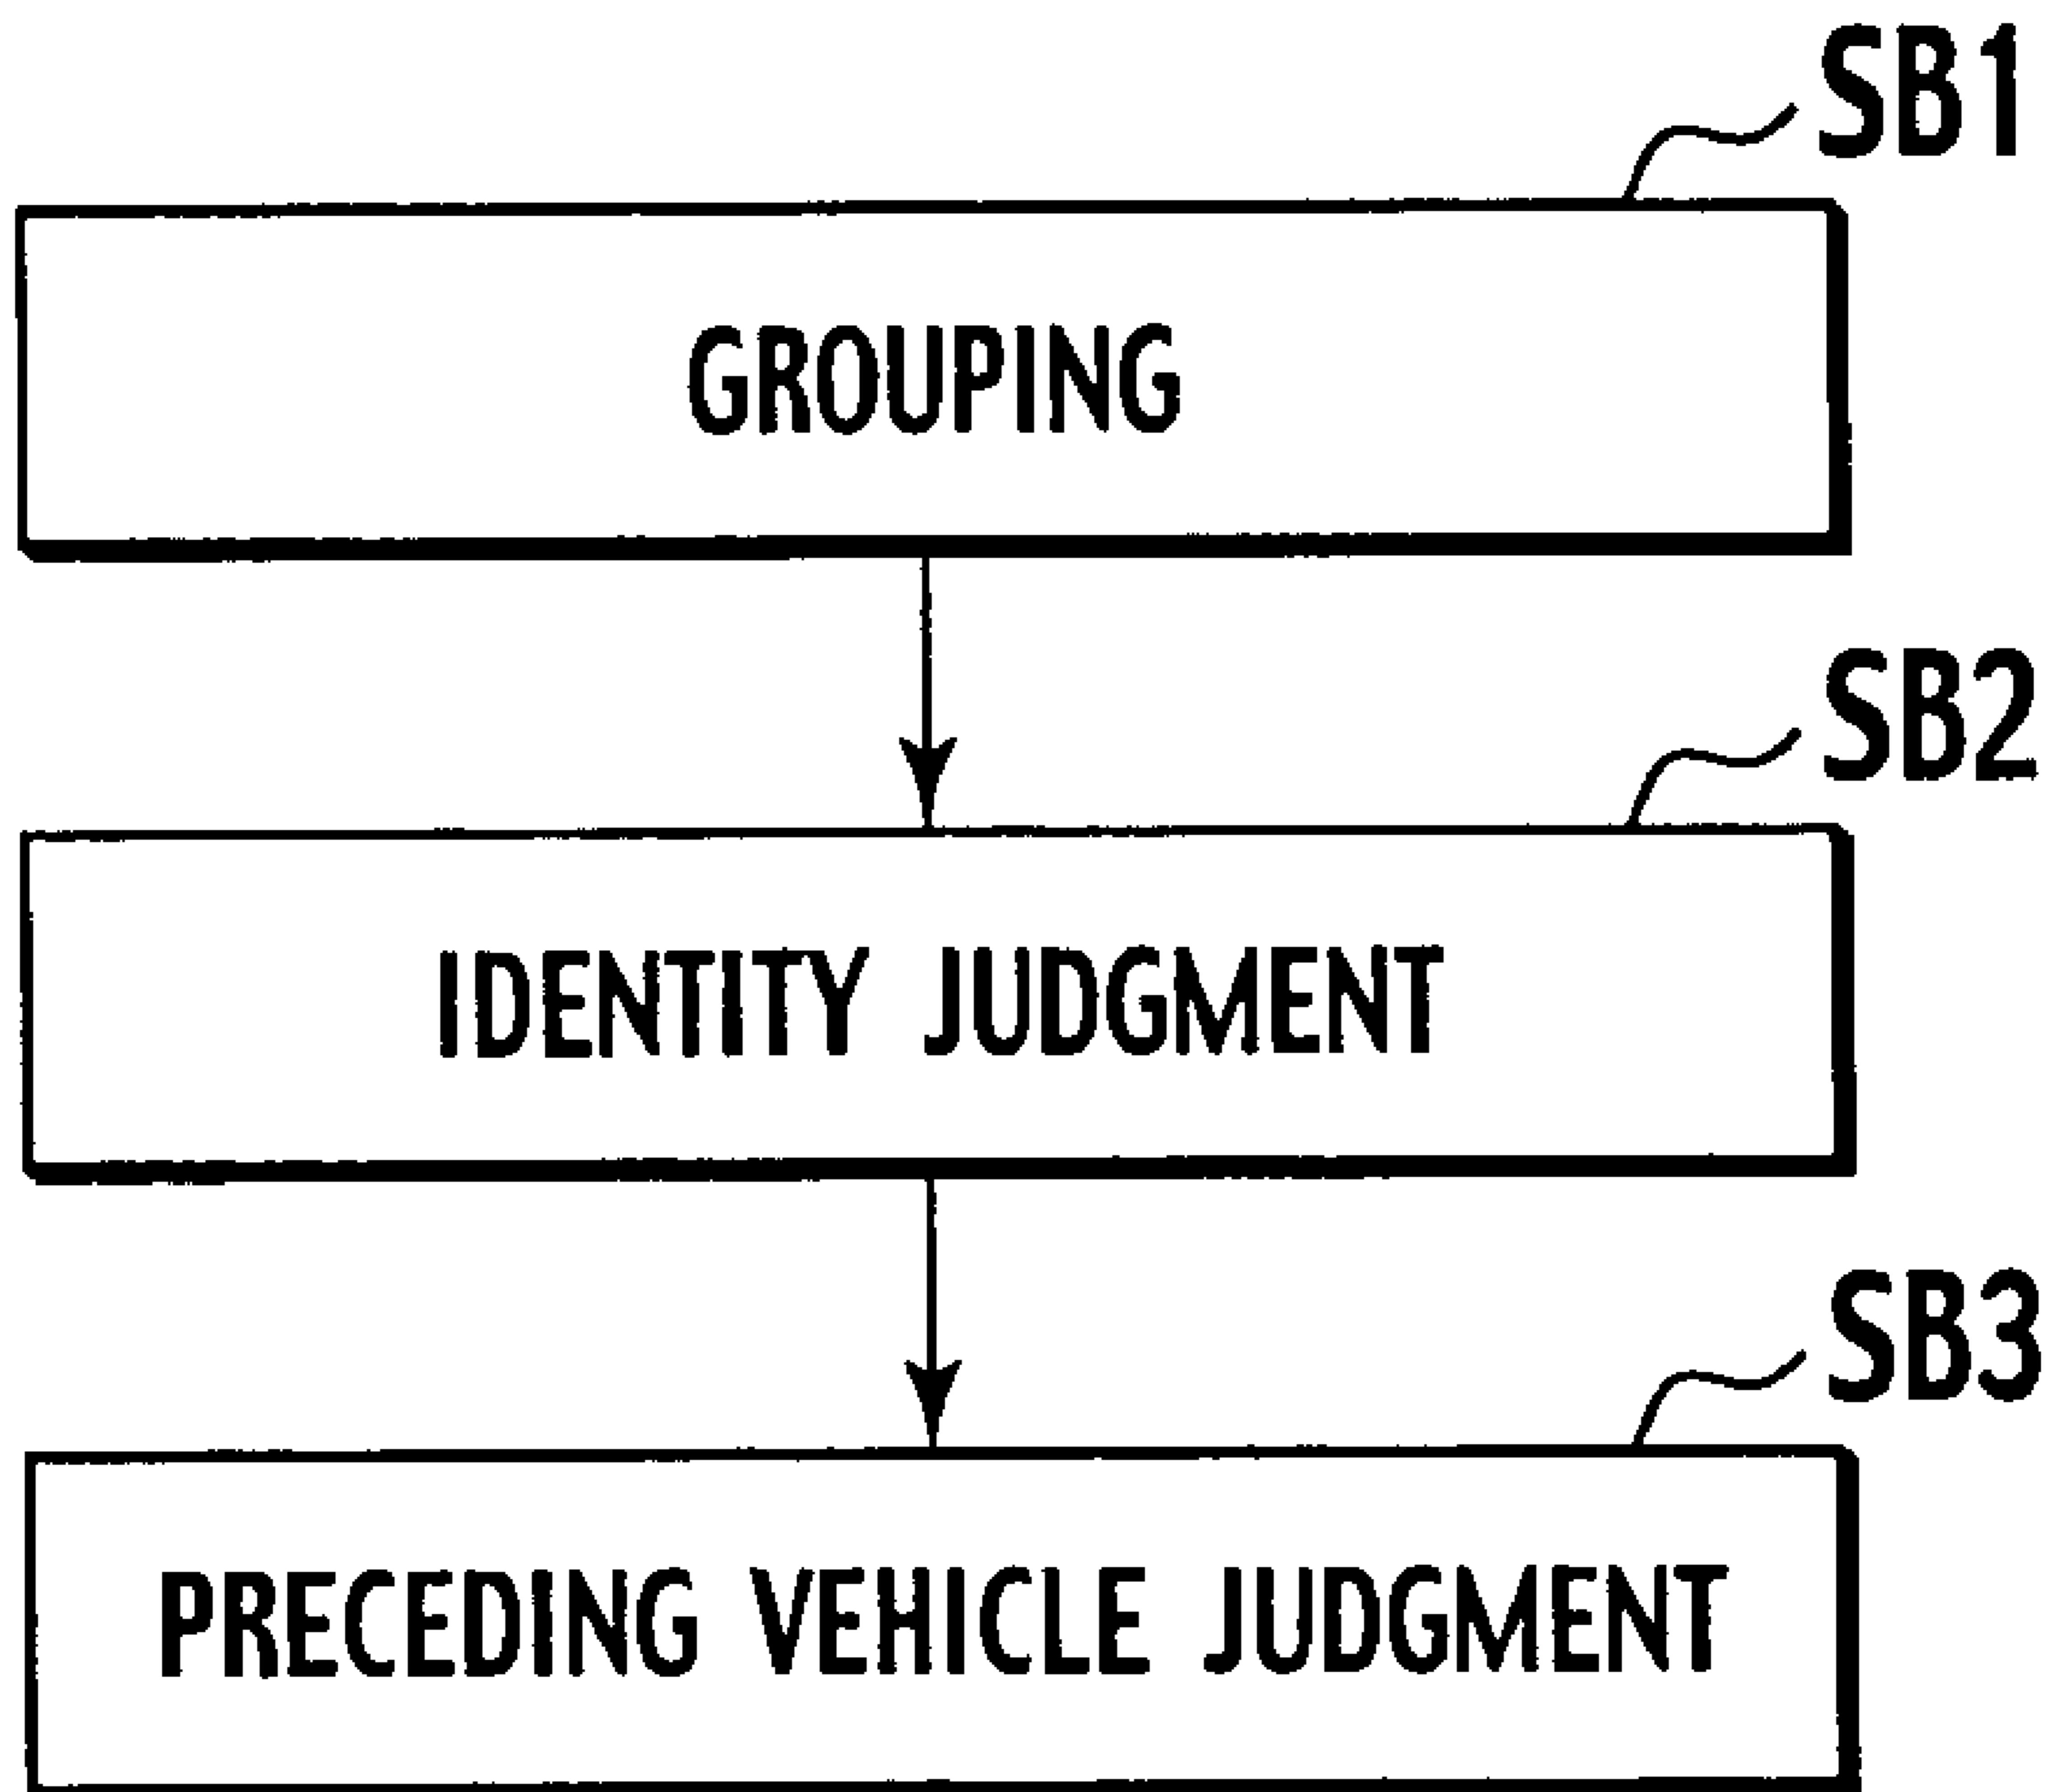 SB1
GROUPING
SB2
IDENTITY JUDGMENT
SB3
PRECEDING VEHICLE JUDGMENT